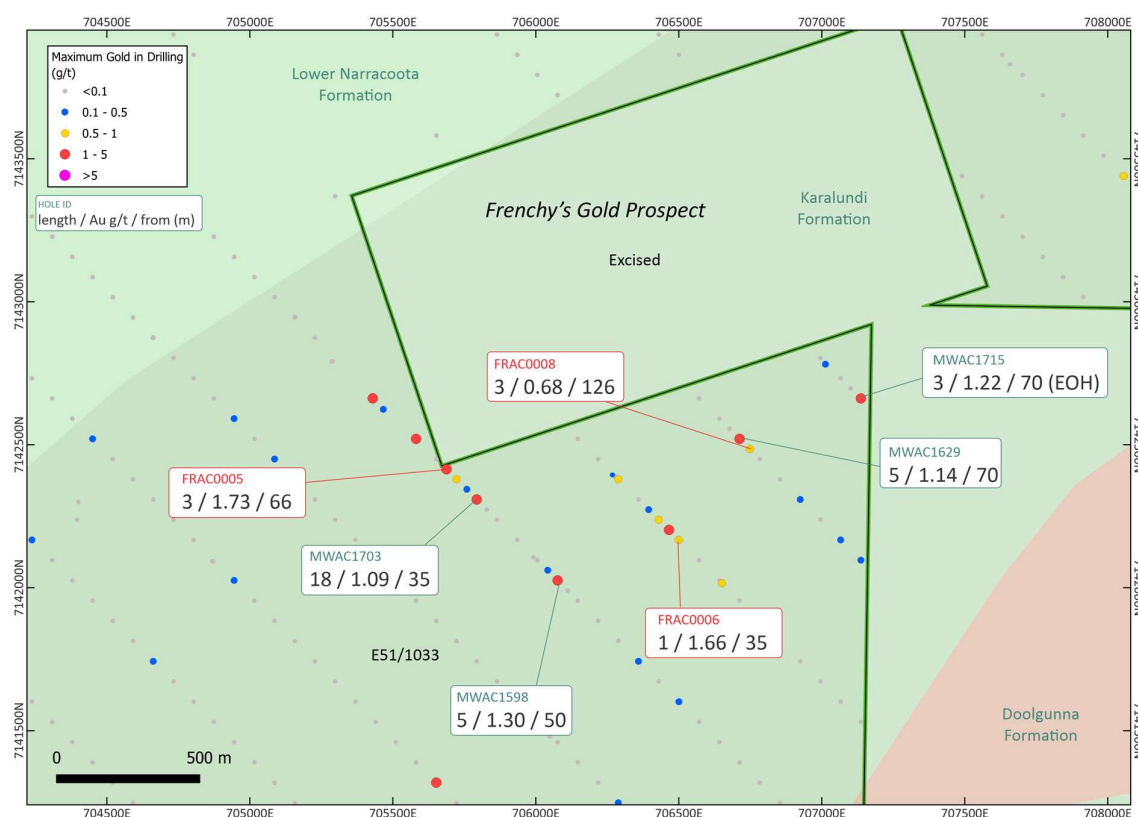 704500E
705000E
705500E
706000E
706500E
707000E
707500E
708000E
Maximum Gold in Drilling
(g/t)
<0.1
0.1 - 0.5
0.5 - 1
1 - 5
>5
HOLE ID
length / Au g/t / from (m)
Lower Narracoota
Formation
Frenchy's Gold Prospect
Excised
Karalundi
Formation
FRAC0008
3 / 0.68 / 126
MWAC1715
3 / 1.22 / 70 (EOH)
MWAC1629
5 / 1.14 / 70
FRAC0005
3 / 1.73 / 66
MWAC1703
18 / 1.09 / 35
FRAC0006
1 / 1.66 / 35
E51/1033
MWAC1598
5 / 1.30 / 50
Doolgunna
Formation
0
500 m
7143500N
7143000N
7142500N
7142000N
7141500N
704500E
705000E
705500E
706000E
706500E
707000E
707500E
708000E